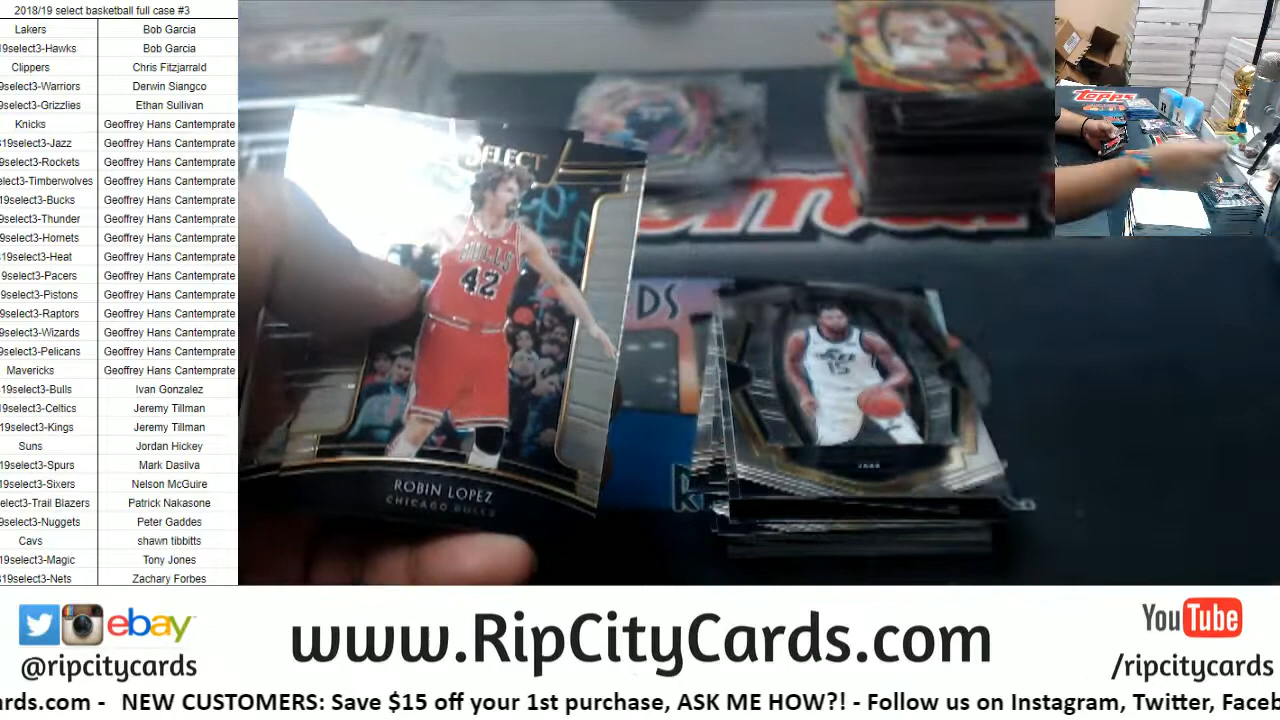 2018/19 select basketball full case #3
Lakers Bob Garcia
19select3-Hawks Bob Garcia
Clippers Chris Fitzjarrald
9select3-Warriors Derwin Siangco
9select3-Grizzlies Ethan Sullivan
Knicks Geoffrey Hans Cantemprate
19select3-Jazz Geoffrey Hans Cantemprate
9select3-Rockets Geoffrey Hans Cantemprate
elect3-Timberwolves Geoffrey Hans Cantemprate
19select3-Bucks Geoffrey Hans Cantemprate
9select3-Thunder Geoffrey Hans Cantemprate
9select3-Hornets Geoffrey Hans Cantemprate
19select3-Heat Geoffrey Hans Cantemprate
19select3-Pacers Geoffrey Hans Cantemprate
9select3-Pistons Geoffrey Hans Cantemprate
9select3-Raptors Geoffrey Hans Cantemprate
9select3-Wizards Geoffrey Hans Cantemprate
9select3-Pelicans Geoffrey Hans Cantemprate
Mavericks Geoffrey Hans Cantemprate
19select3-Bulls Ivan Gonzalez
19select3-Celtics Jeremy Tillman
19select3-Kings Jeremy Tillman
Suns Jordan Hickey
19select3-Spurs Mark Dasilva
19select3-Sixers Nelson McGuire
elect3-Trail Blazers Patrick Nakasone
9select3-Nuggets Peter Gaddes
Cavs shawn tibbitts
19select3-Magic Tony Jones
19select3-Nets Zachary Forbes
SELECT
BULLS
42
ROBIN LOPEZ
CHICAGO BULLS
DS
15
JAZZ
TOPPS
ebay
@ripcitycards
www.RipCityCards.com
YouTube
/ripcitycards
ards.com - NEW CUSTOMERS: Save $15 off your 1st purchase, ASK ME HOW?! - Follow us on Instagram, Twitter, Faceb